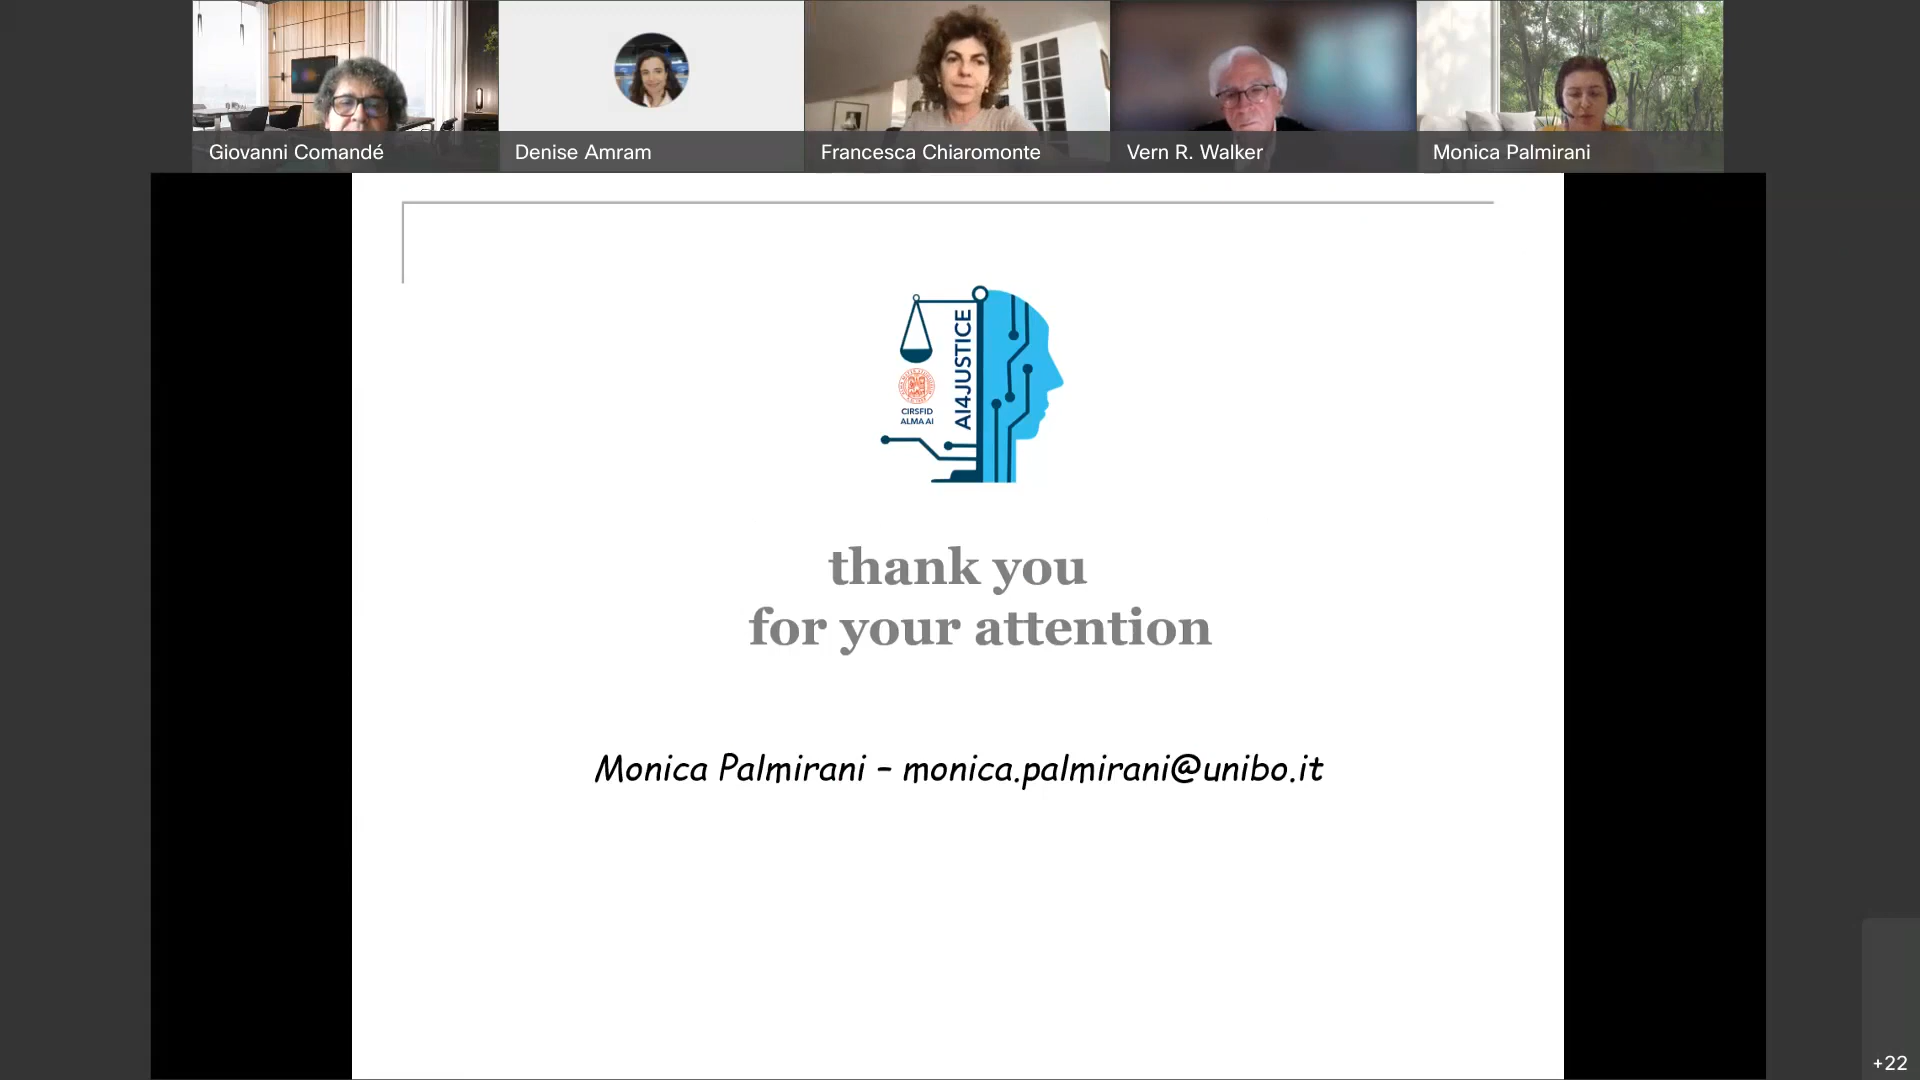 Giovanni Comandé
Denise Amram
Francesca Chiaromonte
Vern R. Walker
Monica Palmirani
AI4JUSTICE
CIRSFID
ALMA AI
thank you
for your attention
Monica Palmirani – monica.palmirani@unibo.it
+22